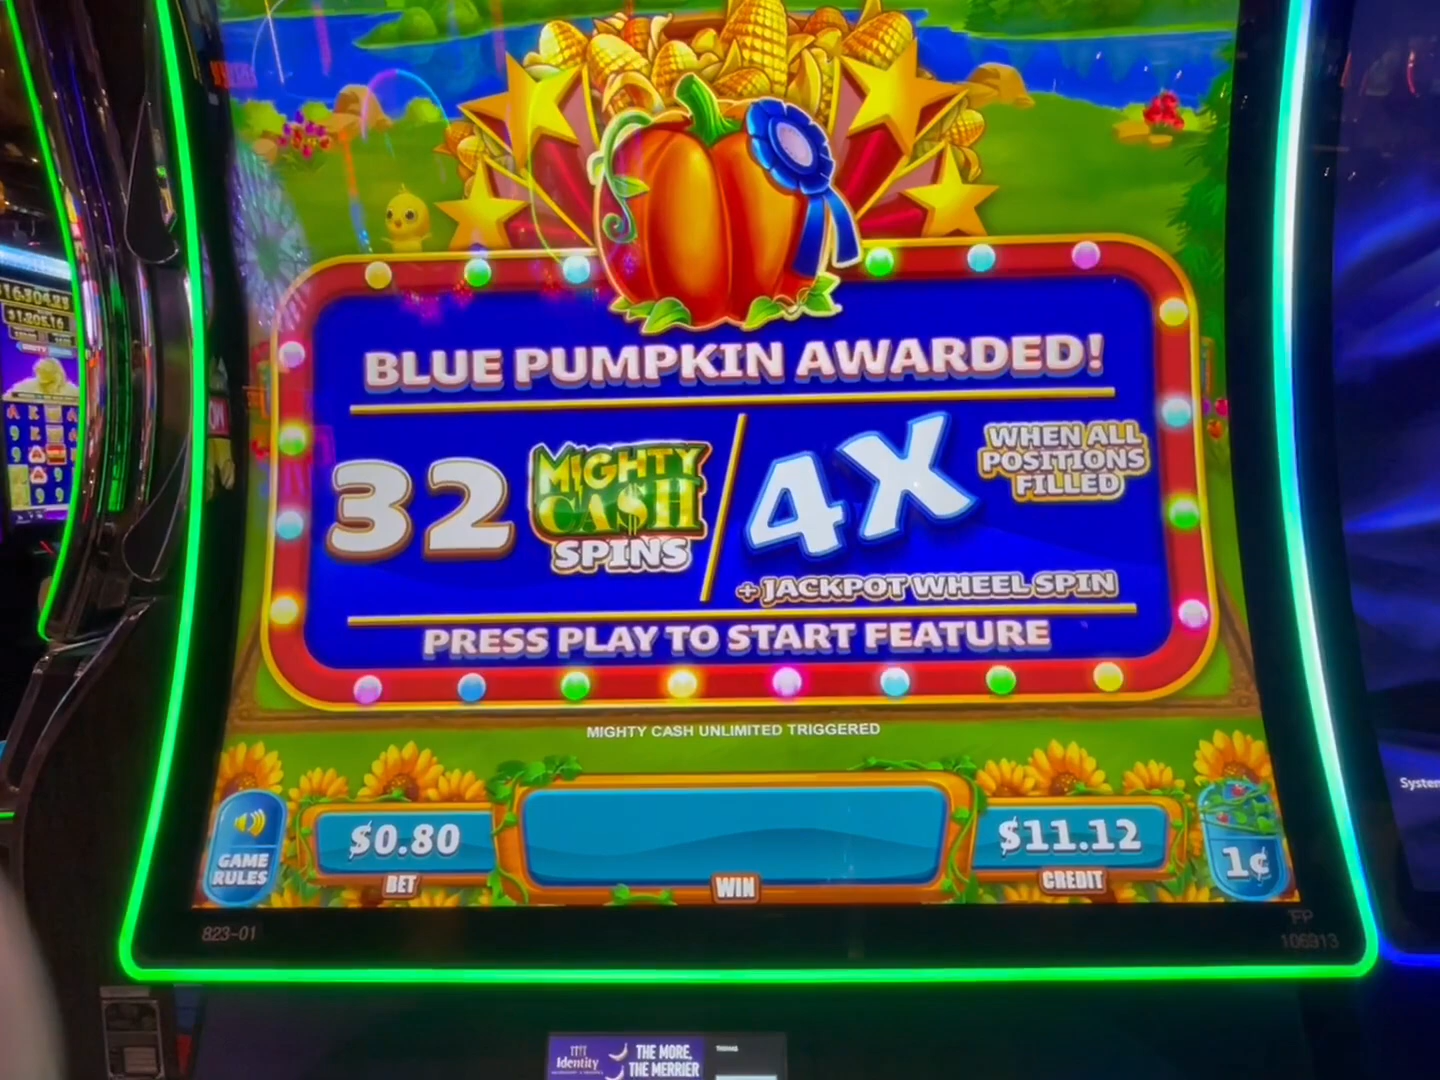 BLUE PUMPKIN AWARDED!
32
MIGHTY
CA$H
SPINS
4X
WHEN ALL
POSITIONS
FILLED
+ JACKPOT WHEEL SPIN
PRESS PLAY TO START FEATURE
MIGHTY CASH UNLIMITED TRIGGERED
GAME
RULES
$0.80
BET
WIN
$11.12
CREDIT
1¢
823-01
106913
System
Identity
THE MORE,
THE MERRIER